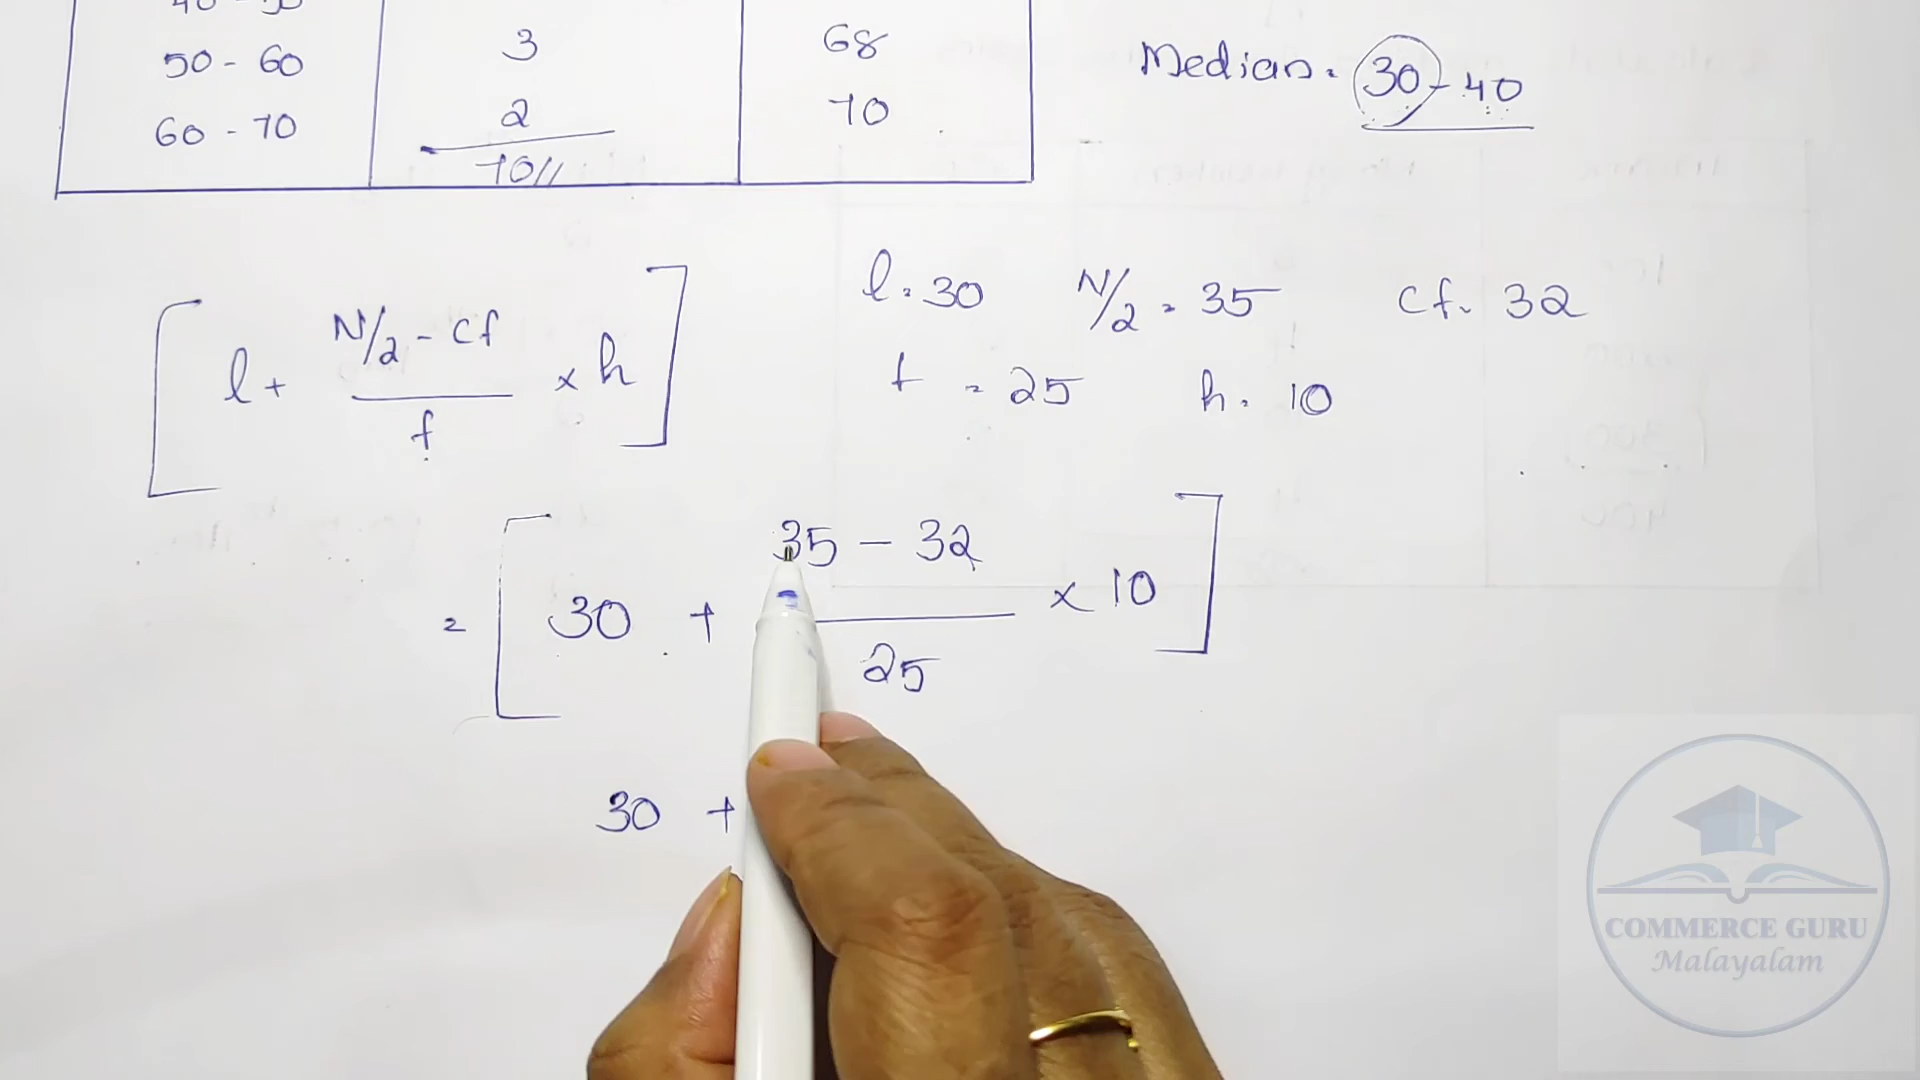 50 - 60 3 68
60 - 70 2 70
70//
Median = 30 - 40
[ l + N/2 - Cf / f × h ]
l = 30 N/2 = 35 Cf = 32
f = 25 h = 10
= [ 30 + 35 - 32 / 25 × 10 ]
30 +
COMMERCE GURU
Malayalam